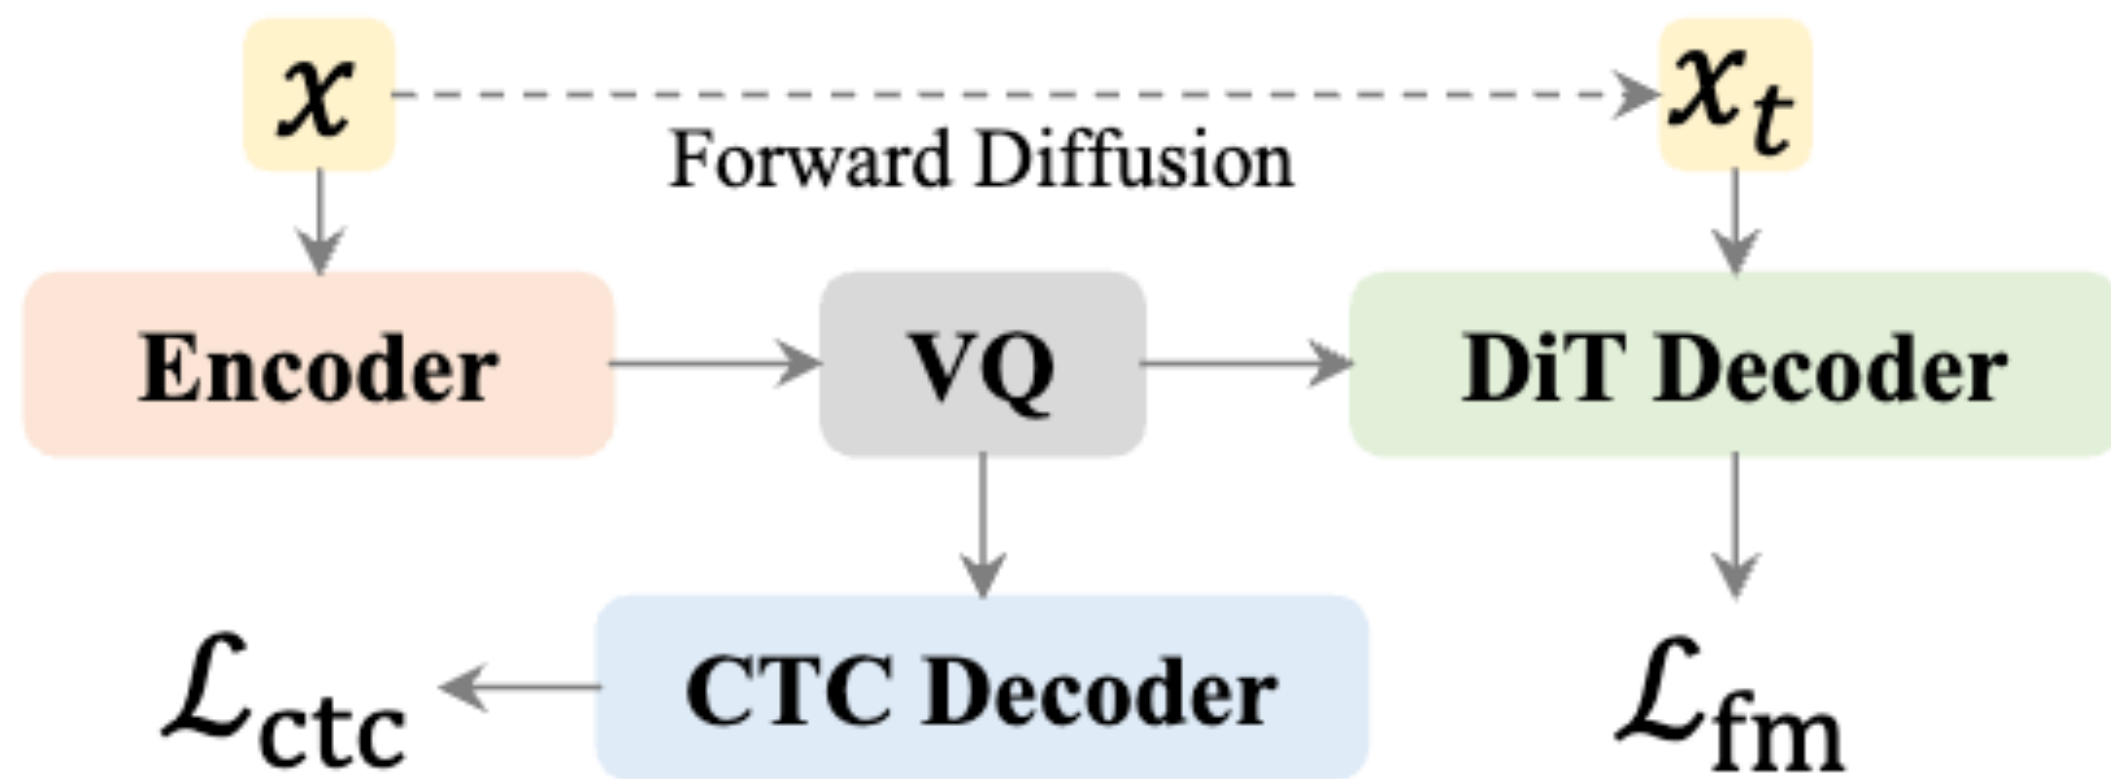 x
x_t
Forward Diffusion
Encoder
VQ
DiT Decoder
ℒ_ctc
CTC Decoder
ℒ_fm